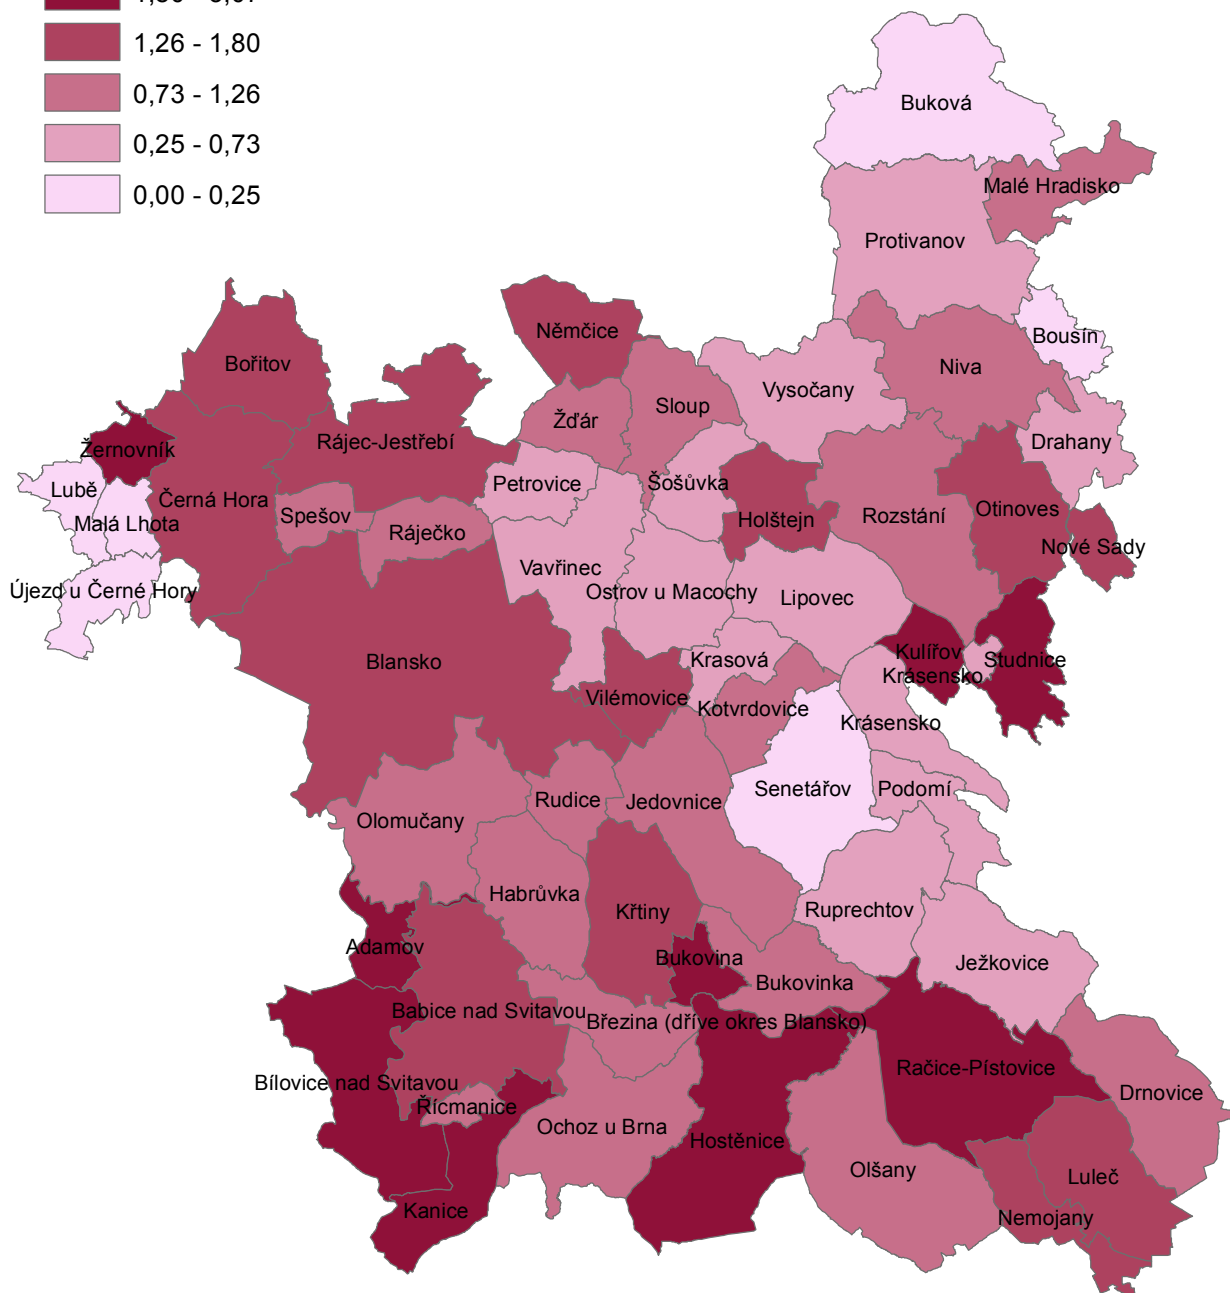 1,26 - 1,80
0,73 - 1,26
0,25 - 0,73
0,00 - 0,25
Buková
Malé Hradisko
Protivanov
Bousín
Němčice
Bořitov
Niva
Vysočany
Sloup
Žďár
Rájec-Jestřebí
Drahany
Žernovník
Petrovice
Šošůvka
Lubě
Černá Hora
Otinoves
Malá Lhota
Spešov
Holštejn
Rozstání
Ráječko
Nové Sady
Vavřinec
Újezd u Černé Hory
Ostrov u Macochy
Lipovec
Kulířov
Blansko
Krasová
Studnice
Krásensko
Vilémovice
Kotvrdovice
Krásensko
Senetářov
Podomí
Rudice
Jedovnice
Olomučany
Habrůvka
Křtiny
Ruprechtov
Adamov
Bukovina
Ježkovice
Bukovinka
Babice nad Svitavou
Březina (dříve okres Blansko)
Račice-Pístovice
Bílovice nad Svitavou
Drnovice
Řícmanice
Ochoz u Brna
Hostěnice
Olšany
Luleč
Kanice
Nemojany